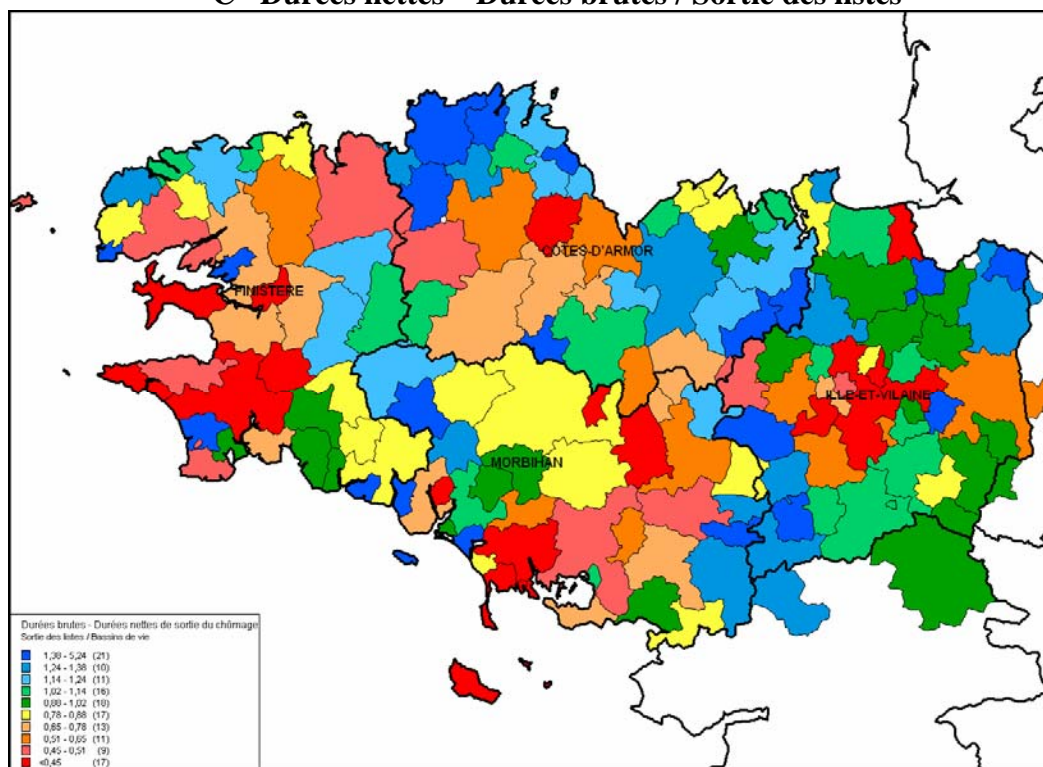 C - Durées nettes – Durées brutes / Sortie des listes
CÔTES-D'ARMOR
FINISTERE
ILLE-ET-VILAINE
MORBIHAN
Durées brutes - Durées nettes de sortie du chômage
Sortie des listes / Bassins de vie
1,38 - 5,24 (21)
1,24 - 1,38 (10)
1,14 - 1,24 (11)
1,02 - 1,14 (16)
0,88 - 1,02 (18)
0,78 - 0,88 (17)
0,65 - 0,78 (13)
0,51 - 0,65 (11)
0,45 - 0,51 (9)
<0,45 (17)